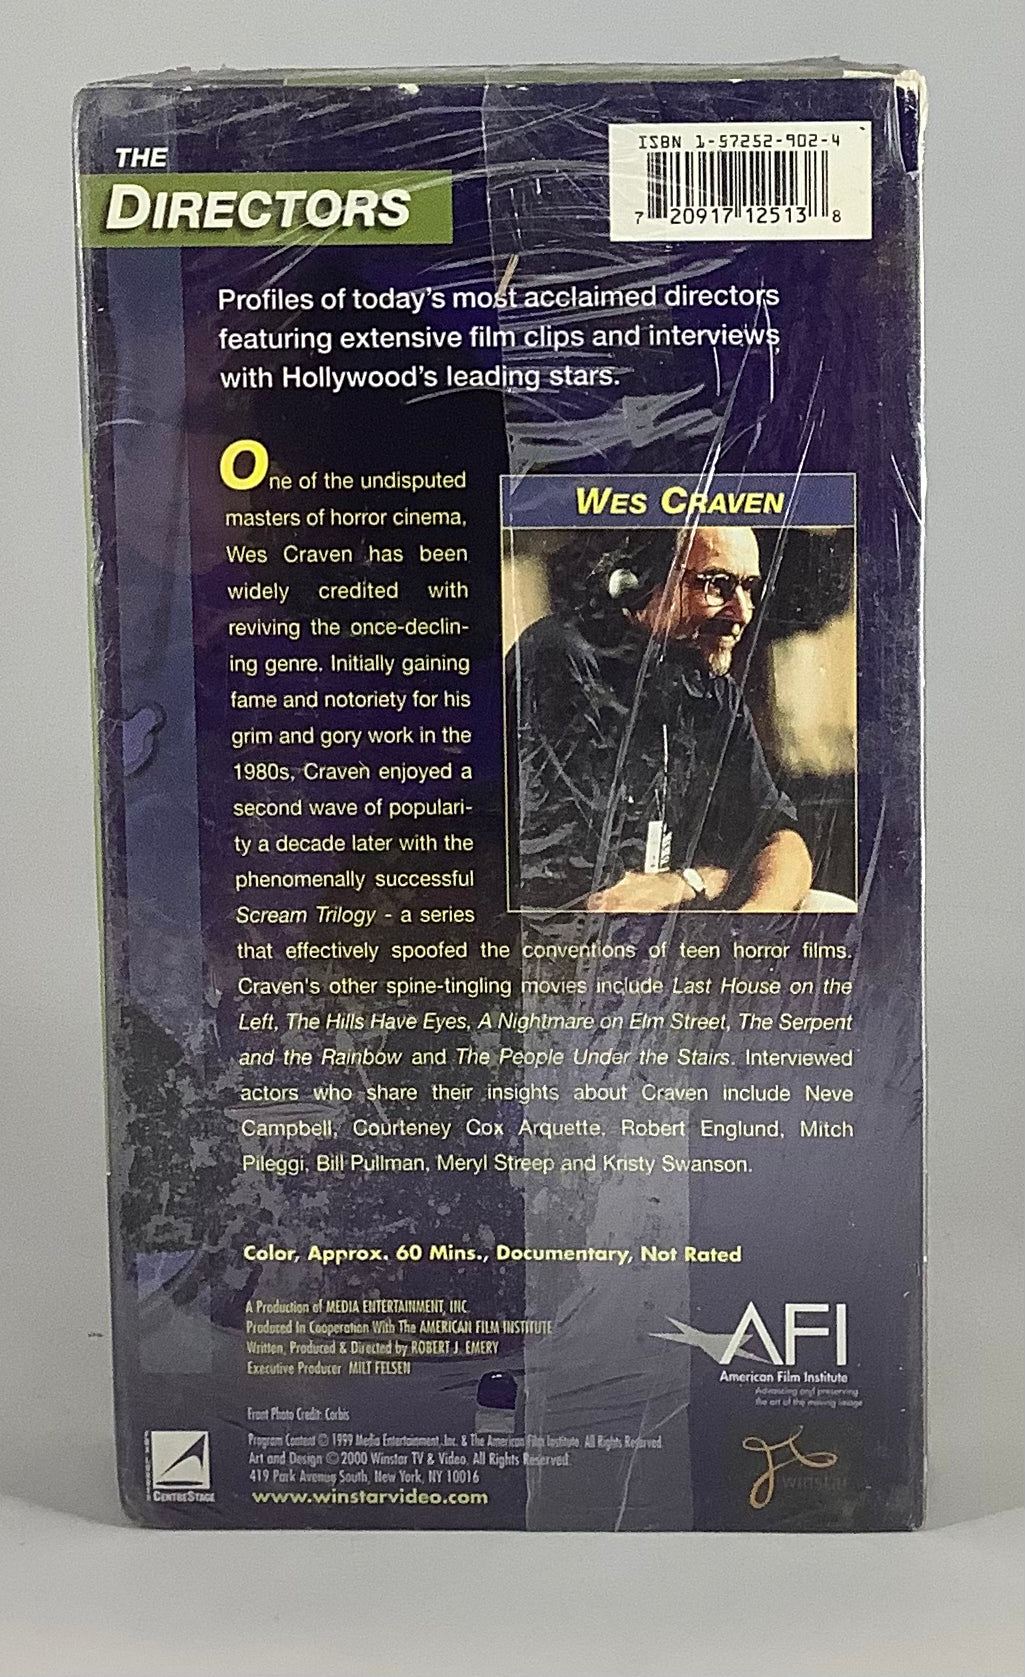 THE
DIRECTORS
ISBN 1-57252-902-4
7 20917 12513 8
Profiles of today's most acclaimed directors
featuring extensive film clips and interviews
with Hollywood's leading stars.
One of the undisputed
masters of horror cinema,
Wes Craven has been
widely credited with
reviving the once-declin-
ing genre. Initially gaining
fame and notoriety for his
grim and gory work in the
1980s, Craven enjoyed a
second wave of populari-
ty a decade later with the
phenomenally successful
Scream Trilogy - a series
WES CRAVEN
that effectively spoofed the conventions of teen horror films.
Craven's other spine-tingling movies include Last House on the
Left, The Hills Have Eyes, A Nightmare on Elm Street, The Serpent
and the Rainbow and The People Under the Stairs. Interviewed
actors who share their insights about Craven include Neve
Campbell, Courteney Cox Arquette, Robert Englund, Mitch
Pileggi, Bill Pullman, Meryl Streep and Kristy Swanson.
Color, Approx. 60 Mins., Documentary, Not Rated
A Production of MEDIA ENTERTAINMENT, INC.
Produced In Cooperation With The AMERICAN FILM INSTITUTE
Written, Produced & Directed by ROBERT J. EMERY
Executive Producer MILT FELSEN
AFI
American Film Institute
Advancing and preserving
the art of the moving image
Front Photo Credit: Corbis
Program Content © 1999 Media Entertainment, Inc. & The American Film Institute. All Rights Reserved.
Art and Design © 2000 Winstar TV & Video. All Rights Reserved.
419 Park Avenue South, New York, NY 10016
www.winstarvideo.com
CENTRESTAGE
winstar